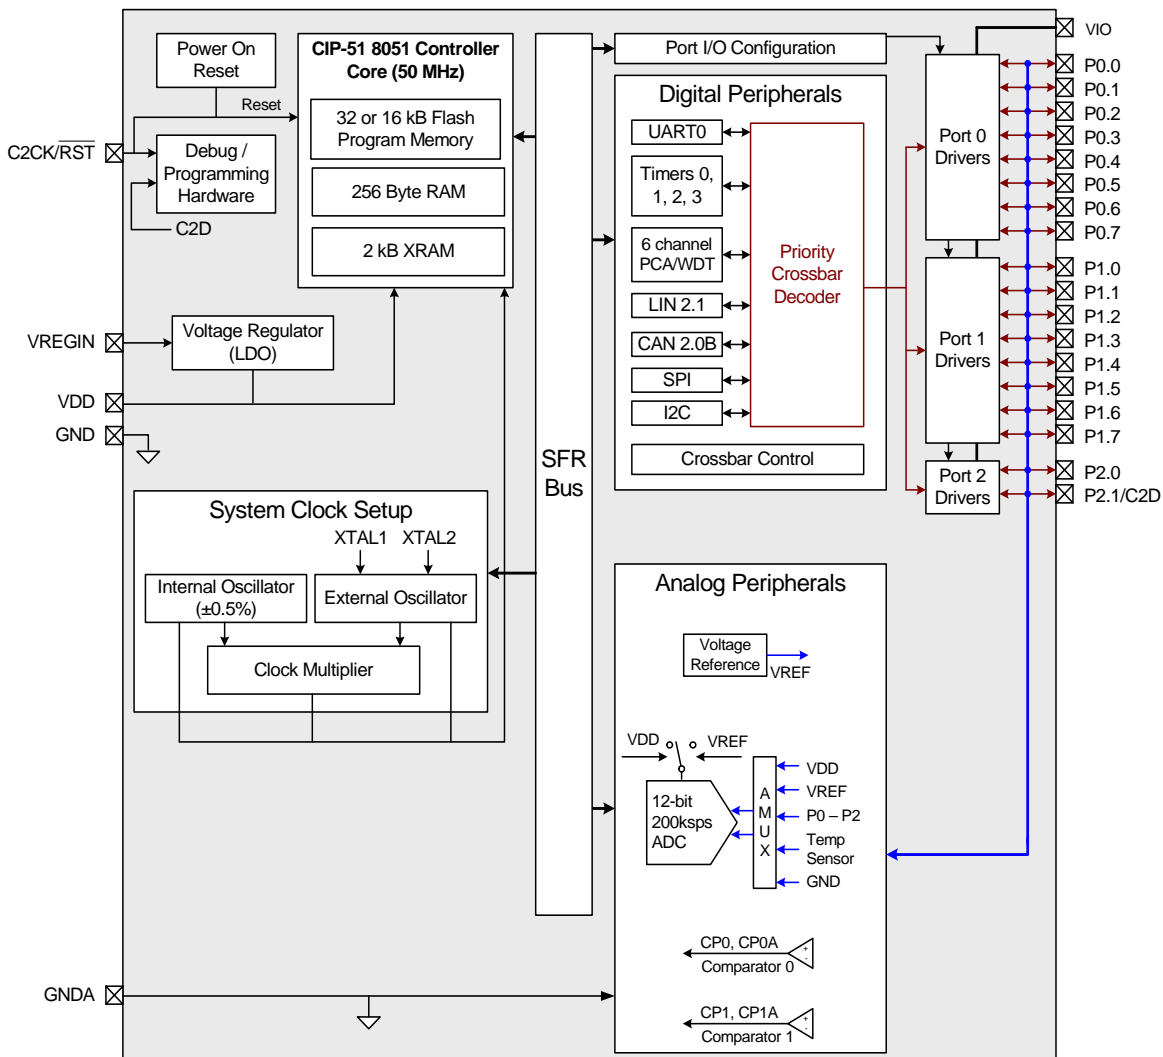 Power On
Reset
Reset
C2CK/RST
Debug /
Programming
Hardware
C2D
CIP-51 8051 Controller
Core (50 MHz)
32 or 16 kB Flash
Program Memory
256 Byte RAM
2 kB XRAM
VREGIN
Voltage Regulator
(LDO)
VDD
GND
System Clock Setup
XTAL1
XTAL2
Internal Oscillator
(±0.5%)
External Oscillator
Clock Multiplier
GNDA
SFR
Bus
Port I/O Configuration
Digital Peripherals
UART0
Timers 0,
1, 2, 3
6 channel
PCA/WDT
LIN 2.1
CAN 2.0B
SPI
I2C
Priority
Crossbar
Decoder
Crossbar Control
Port 0
Drivers
Port 1
Drivers
Port 2
Drivers
VIO
P0.0
P0.1
P0.2
P0.3
P0.4
P0.5
P0.6
P0.7
P1.0
P1.1
P1.2
P1.3
P1.4
P1.5
P1.6
P1.7
P2.0
P2.1/C2D
Analog Peripherals
Voltage
Reference
VREF
VDD
VREF
12-bit
200ksps
ADC
A
M
U
X
VDD
VREF
P0 – P2
Temp
Sensor
GND
CP0, CP0A
+
-
Comparator 0
CP1, CP1A
+
-
Comparator 1